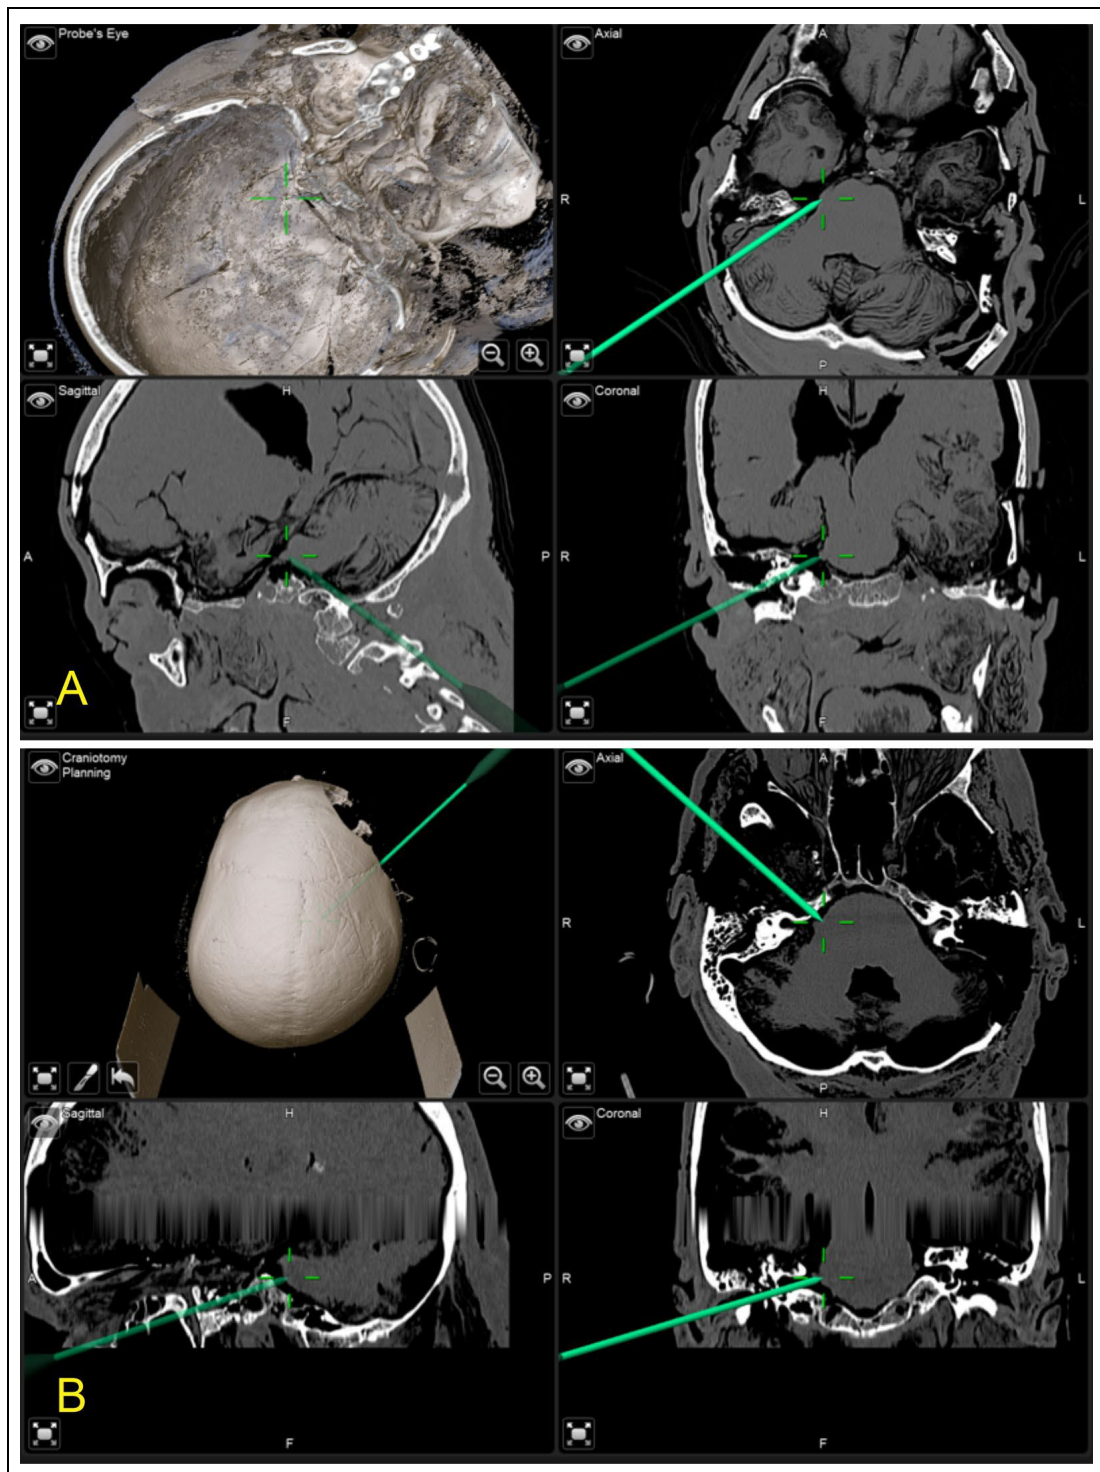 Probe's Eye
Axial
A
R
L
P
Sagittal
H
A
P
F
Coronal
H
R
L
F
A
Craniotomy
Planning
Axial
A
R
L
P
Sagittal
H
A
P
F
Coronal
H
R
L
F
B